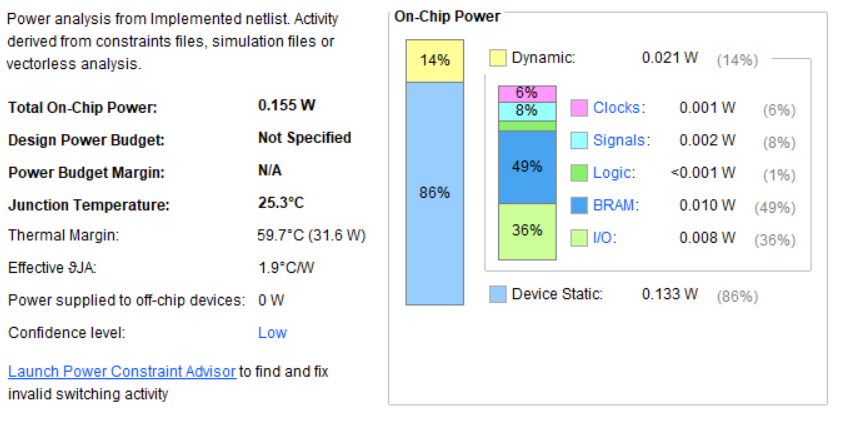 Power analysis from Implemented netlist. Activity
derived from constraints files, simulation files or
vectorless analysis.
Total On-Chip Power: 0.155 W
Design Power Budget: Not Specified
Power Budget Margin: N/A
Junction Temperature: 25.3°C
Thermal Margin: 59.7°C (31.6 W)
Effective ϑJA: 1.9°C/W
Power supplied to off-chip devices: 0 W
Confidence level: Low
Launch Power Constraint Advisor to find and fix
invalid switching activity
On-Chip Power
14%
86%
Dynamic: 0.021 W (14%)
6%
8%
49%
36%
Clocks: 0.001 W (6%)
Signals: 0.002 W (8%)
Logic: <0.001 W (1%)
BRAM: 0.010 W (49%)
I/O: 0.008 W (36%)
Device Static: 0.133 W (86%)